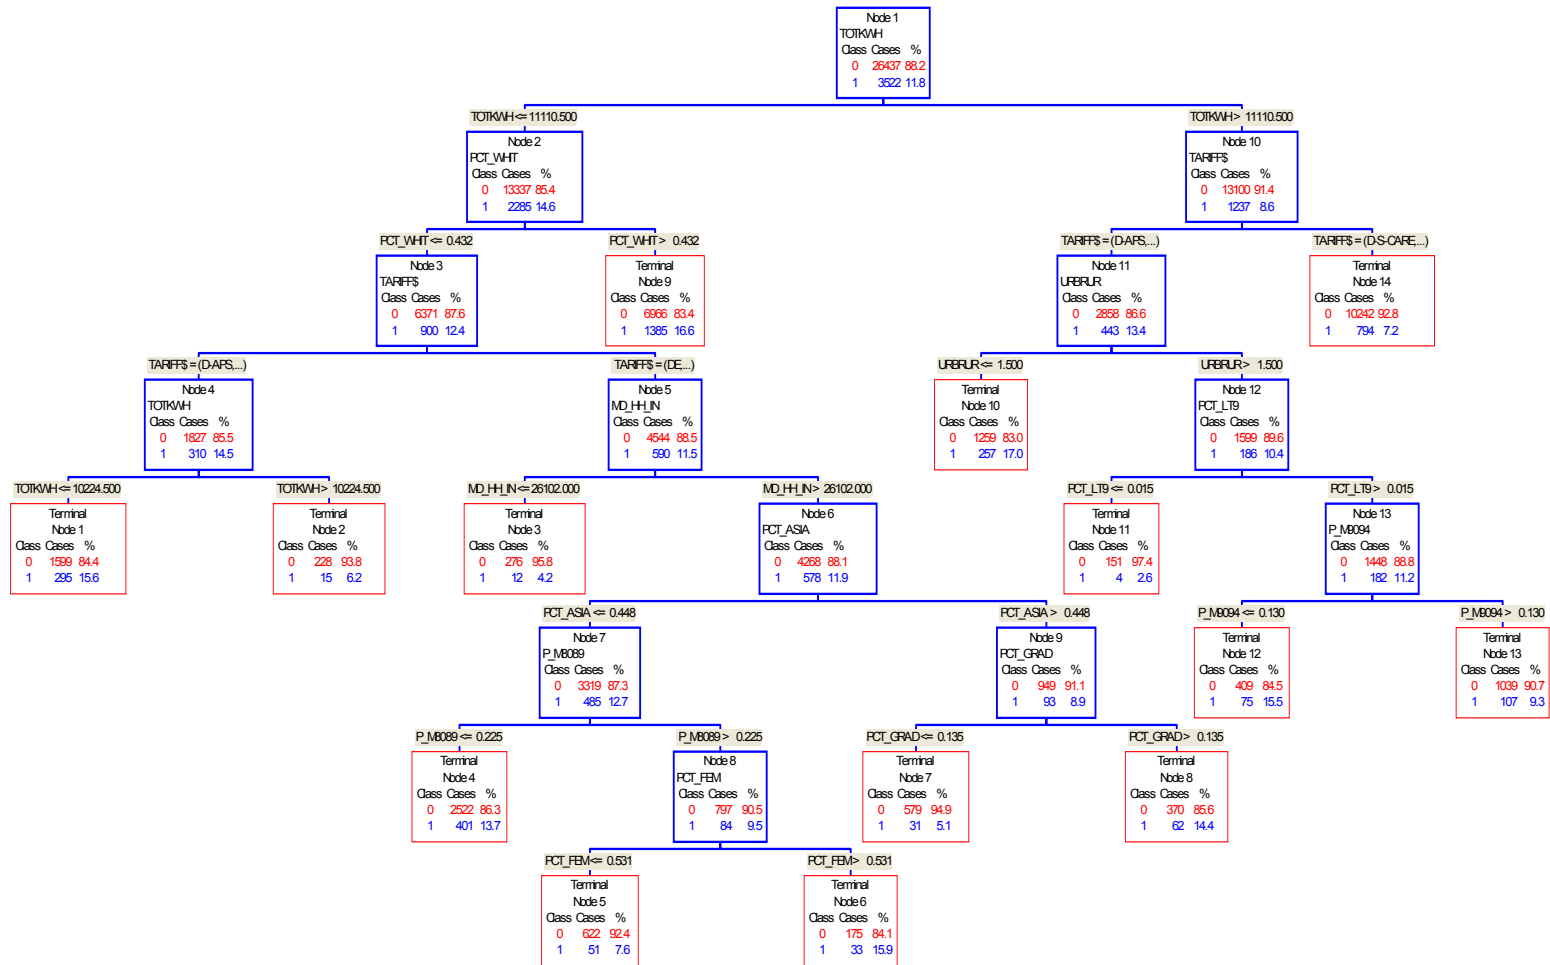 Node 1
TOTKWH
Class Cases %
0 26437 88.2
1 3522 11.8
TOTKWH <= 11110.500
TOTKWH > 11110.500
Node 2
PCT_WHIT
Class Cases %
0 13337 85.4
1 2285 14.6
Node 10
TARIFF$
Class Cases %
0 13100 91.4
1 1237 8.6
PCT_WHIT <= 0.432
PCT_WHIT > 0.432
TARIFF$ = (D-APS,...)
TARIFF$ = (D-S-CARE,...)
Node 3
TARIFF$
Class Cases %
0 6371 87.6
1 900 12.4
Terminal
Node 9
Class Cases %
0 6966 83.4
1 1385 16.6
Node 11
URBRUR
Class Cases %
0 2858 86.6
1 443 13.4
Terminal
Node 14
Class Cases %
0 10242 92.8
1 794 7.2
TARIFF$ = (D-APS,...)
TARIFF$ = (DE,...)
URBRUR <= 1.500
URBRUR > 1.500
Node 4
TOTKWH
Class Cases %
0 1827 85.5
1 310 14.5
Node 5
MD_HH_IN
Class Cases %
0 4544 88.5
1 590 11.5
Terminal
Node 10
Class Cases %
0 1259 83.0
1 257 17.0
Node 12
PCT_LT9
Class Cases %
0 1599 89.6
1 186 10.4
TOTKWH <= 10224.500
TOTKWH > 10224.500
MD_HH_IN <= 26102.000
MD_HH_IN > 26102.000
PCT_LT9 <= 0.015
PCT_LT9 > 0.015
Terminal
Node 1
Class Cases %
0 1599 84.4
1 295 15.6
Terminal
Node 2
Class Cases %
0 228 93.8
1 15 6.2
Terminal
Node 3
Class Cases %
0 276 95.8
1 12 4.2
Node 6
PCT_ASIA
Class Cases %
0 4268 88.1
1 578 11.9
Terminal
Node 11
Class Cases %
0 151 97.4
1 4 2.6
Node 13
P_M9094
Class Cases %
0 1448 88.8
1 182 11.2
PCT_ASIA <= 0.448
PCT_ASIA > 0.448
P_M9094 <= 0.130
P_M9094 > 0.130
Node 7
P_M8089
Class Cases %
0 3319 87.3
1 485 12.7
Node 9
PCT_GRAD
Class Cases %
0 949 91.1
1 93 8.9
Terminal
Node 12
Class Cases %
0 409 84.5
1 75 15.5
Terminal
Node 13
Class Cases %
0 1039 90.7
1 107 9.3
P_M8089 <= 0.225
P_M8089 > 0.225
PCT_GRAD <= 0.135
PCT_GRAD > 0.135
Terminal
Node 4
Class Cases %
0 2522 86.3
1 401 13.7
Node 8
PCT_FEM
Class Cases %
0 797 90.5
1 84 9.5
Terminal
Node 7
Class Cases %
0 579 94.9
1 31 5.1
Terminal
Node 8
Class Cases %
0 370 85.6
1 62 14.4
PCT_FEM <= 0.531
PCT_FEM > 0.531
Terminal
Node 5
Class Cases %
0 622 92.4
1 51 7.6
Terminal
Node 6
Class Cases %
0 175 84.1
1 33 15.9